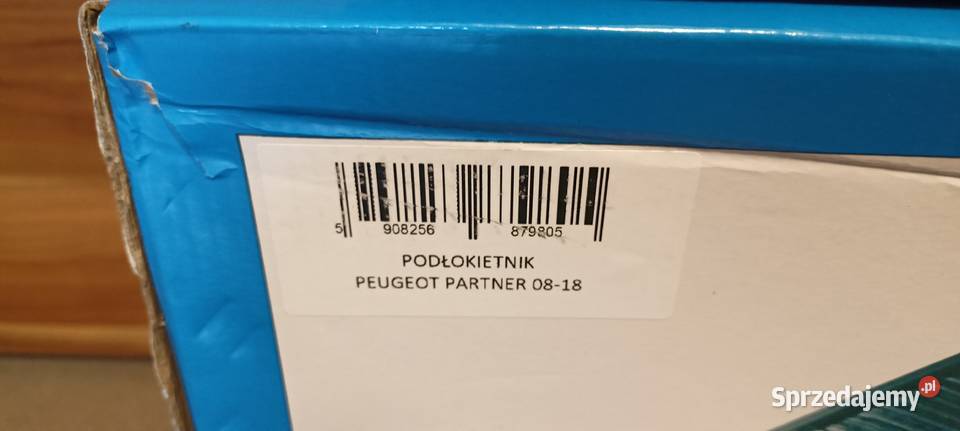 5 908256 879805
PODŁOKIETNIK
PEUGEOT PARTNER 08-18
Sprzedajemy.pl